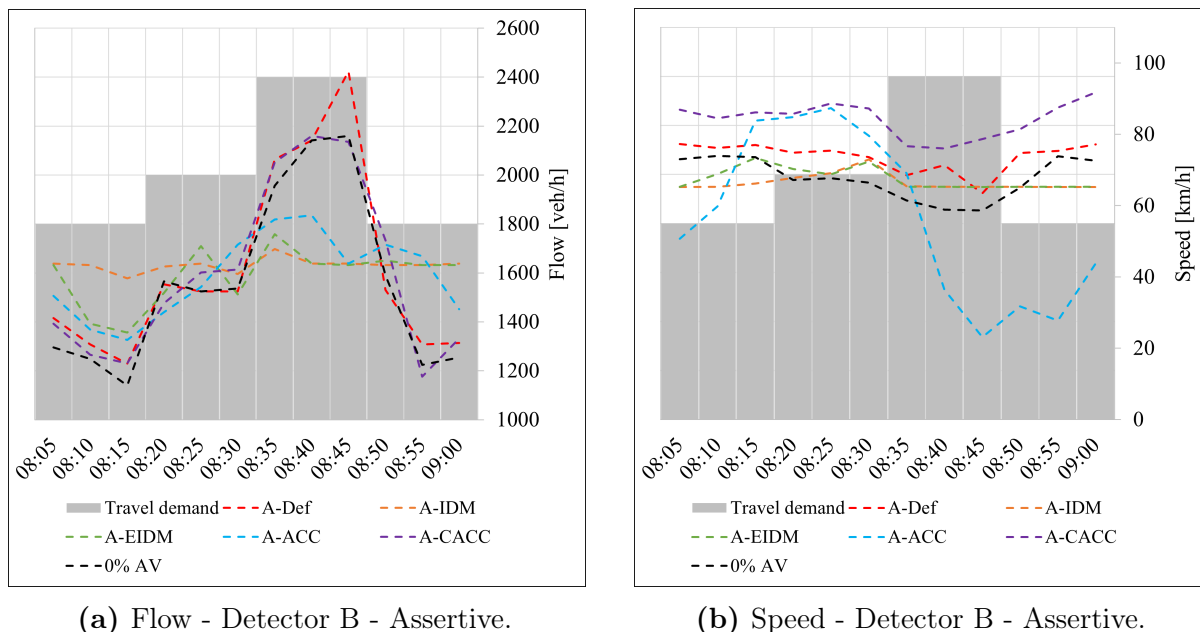 2600
2400
2200
2000
1800
1600
1400
1200
1000
Flow [veh/h]
08:05 08:10 08:15 08:20 08:25 08:30 08:35 08:40 08:45 08:50 08:55 09:00
Travel demand A-Def A-IDM
A-EIDM A-ACC A-CACC
0% AV
(a) Flow - Detector B - Assertive.
100
80
60
40
20
0
Speed [km/h]
08:05 08:10 08:15 08:20 08:25 08:30 08:35 08:40 08:45 08:50 08:55 09:00
Travel demand A-Def A-IDM
A-EIDM A-ACC A-CACC
0% AV
(b) Speed - Detector B - Assertive.